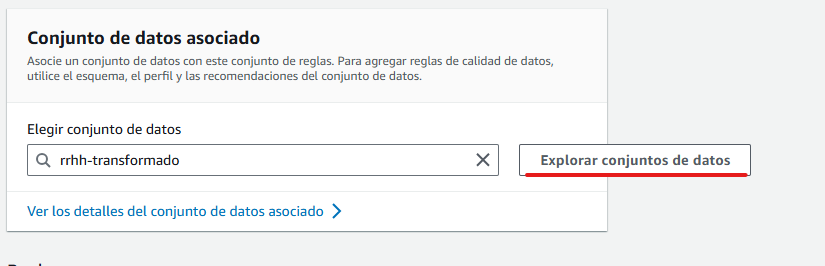 Conjunto de datos asociado
Asocie un conjunto de datos con este conjunto de reglas. Para agregar reglas de calidad de datos,
utilice el esquema, el perfil y las recomendaciones del conjunto de datos.
Elegir conjunto de datos
rrhh-transformado
Explorar conjuntos de datos
Ver los detalles del conjunto de datos asociado